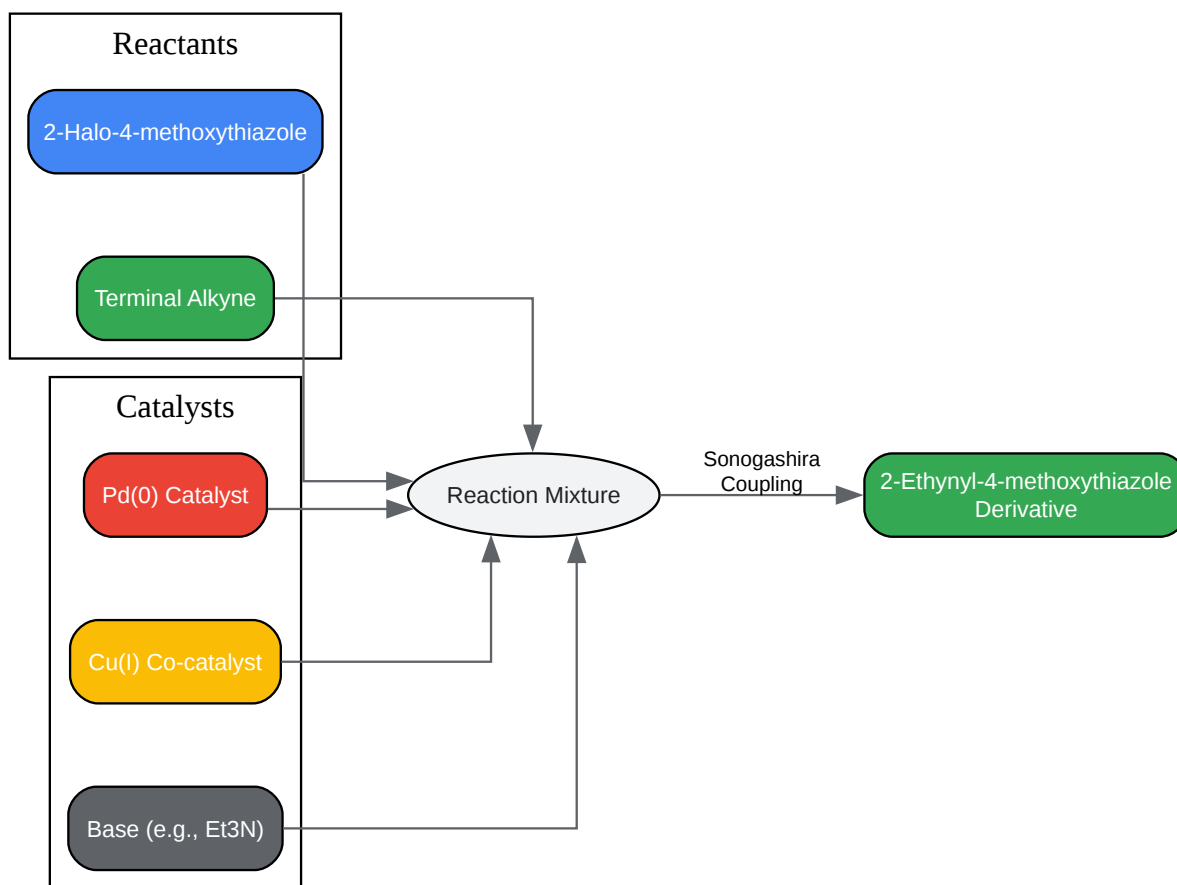 Reactants
2-Halo-4-methoxythiazole
Terminal Alkyne
Catalysts
Pd(0) Catalyst
Cu(I) Co-catalyst
Base (e.g., Et3N)
Reaction Mixture
Sonogashira
Coupling
2-Ethynyl-4-methoxythiazole
Derivative